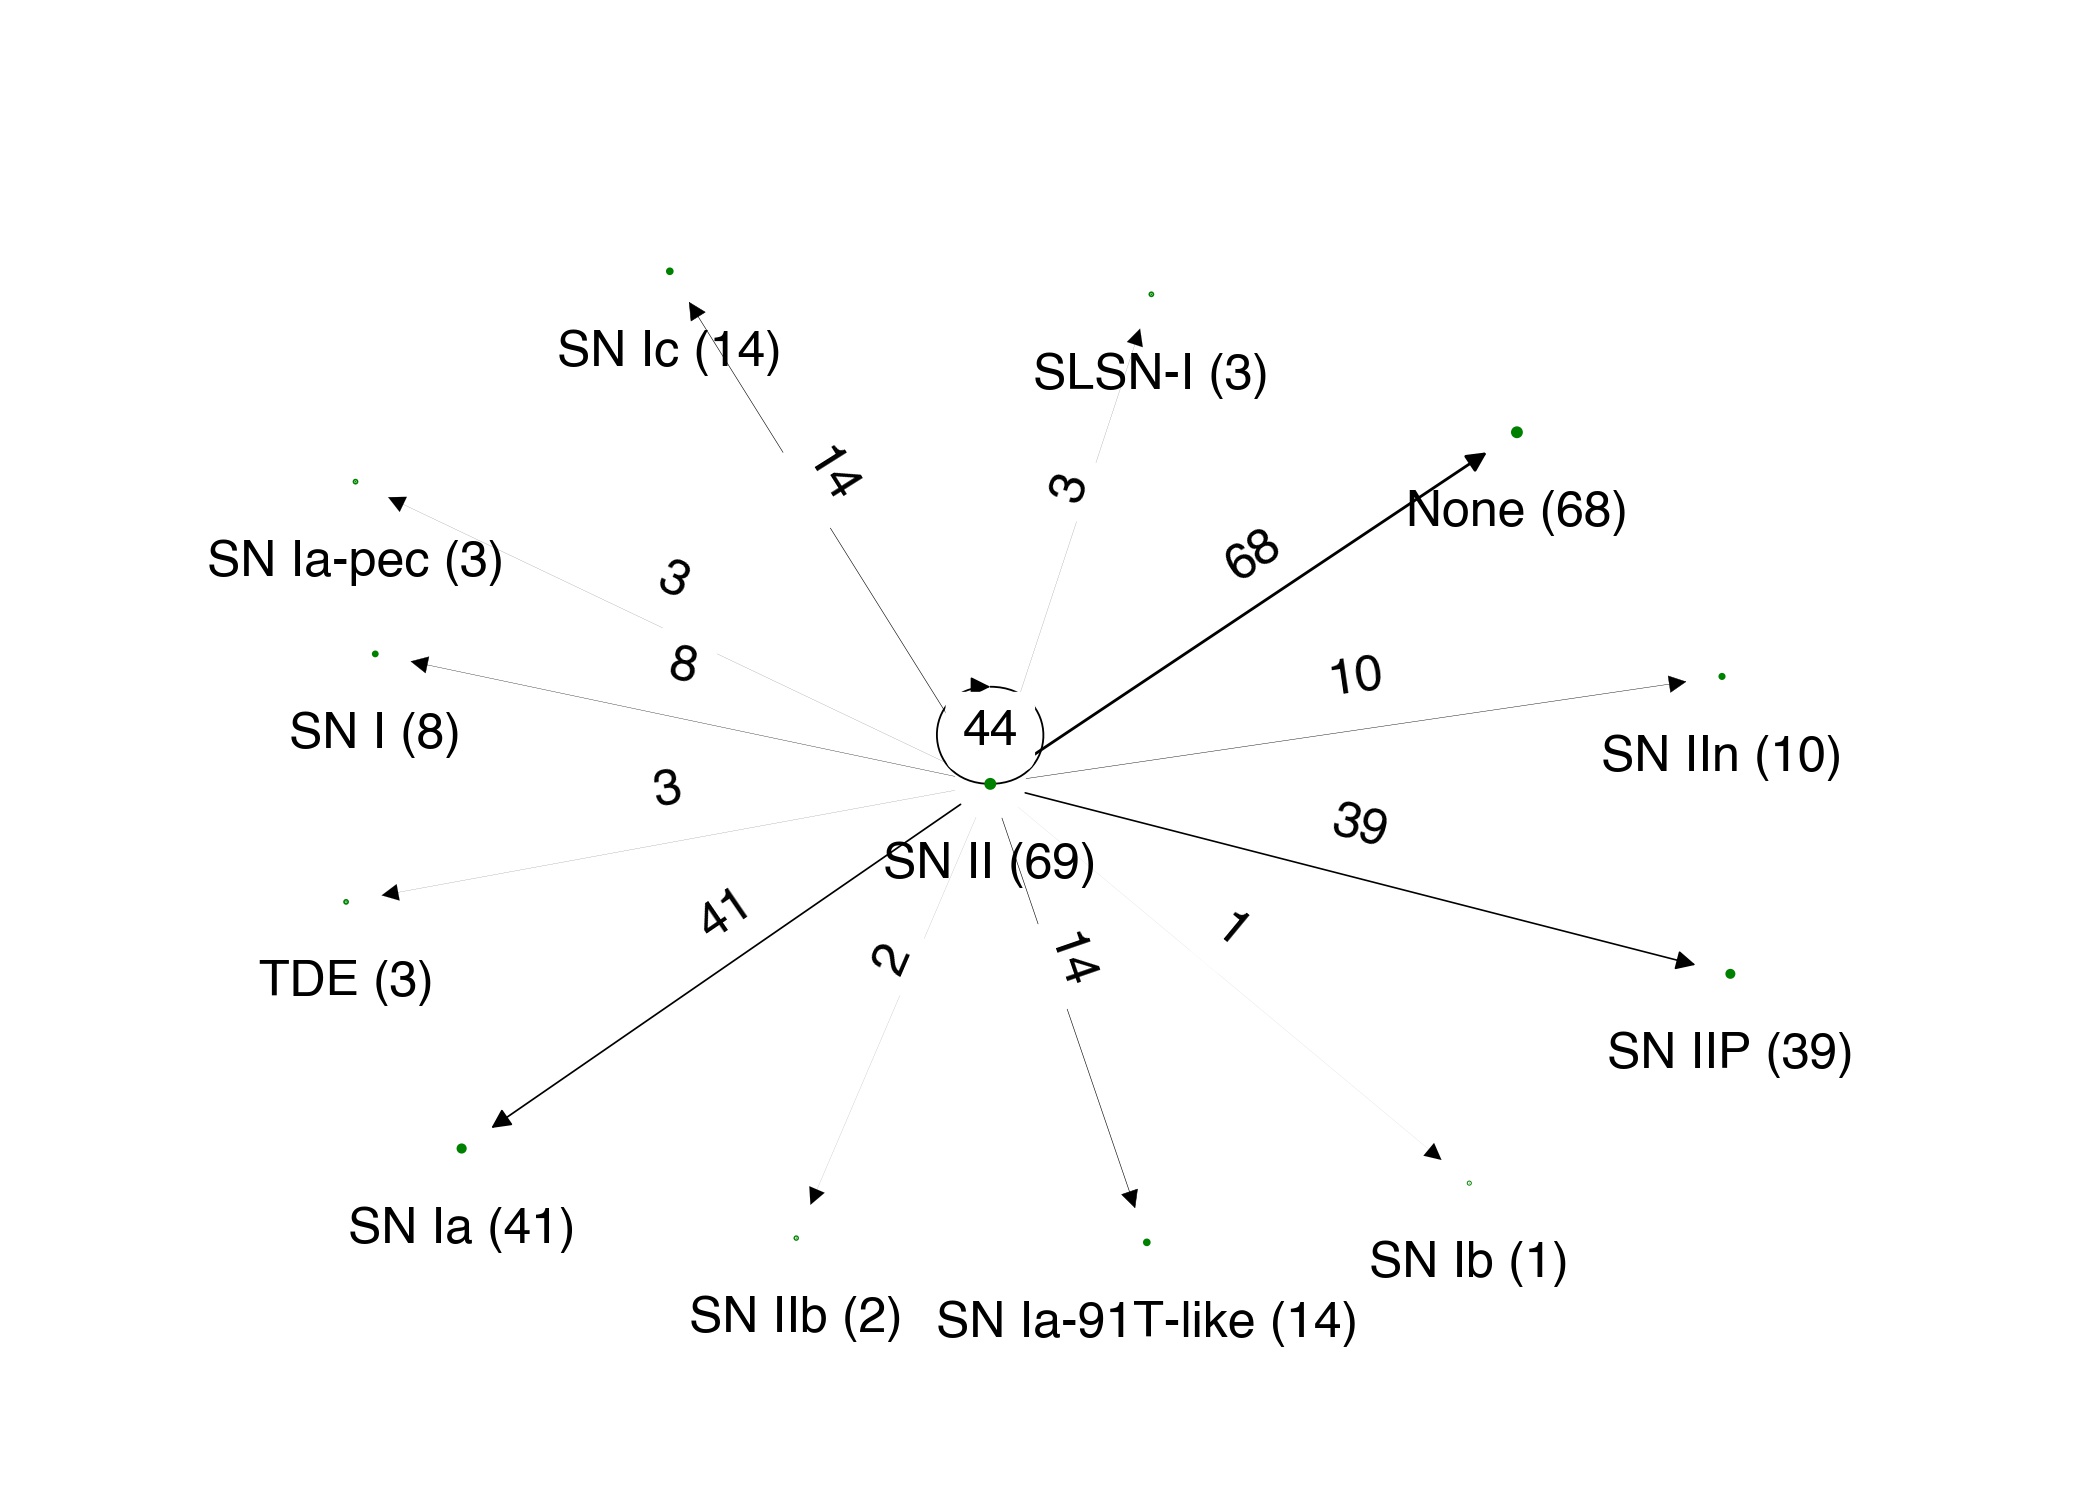 SN Ic (14)
SLSN-I (3)
14
3
None (68)
68
SN Ia-pec (3)
3
8
10
SN I (8)
44
SN IIn (10)
3
39
SN II (69)
41
2
14
1
TDE (3)
SN IIP (39)
SN Ia (41)
SN IIb (2)
SN Ia-91T-like (14)
SN Ib (1)